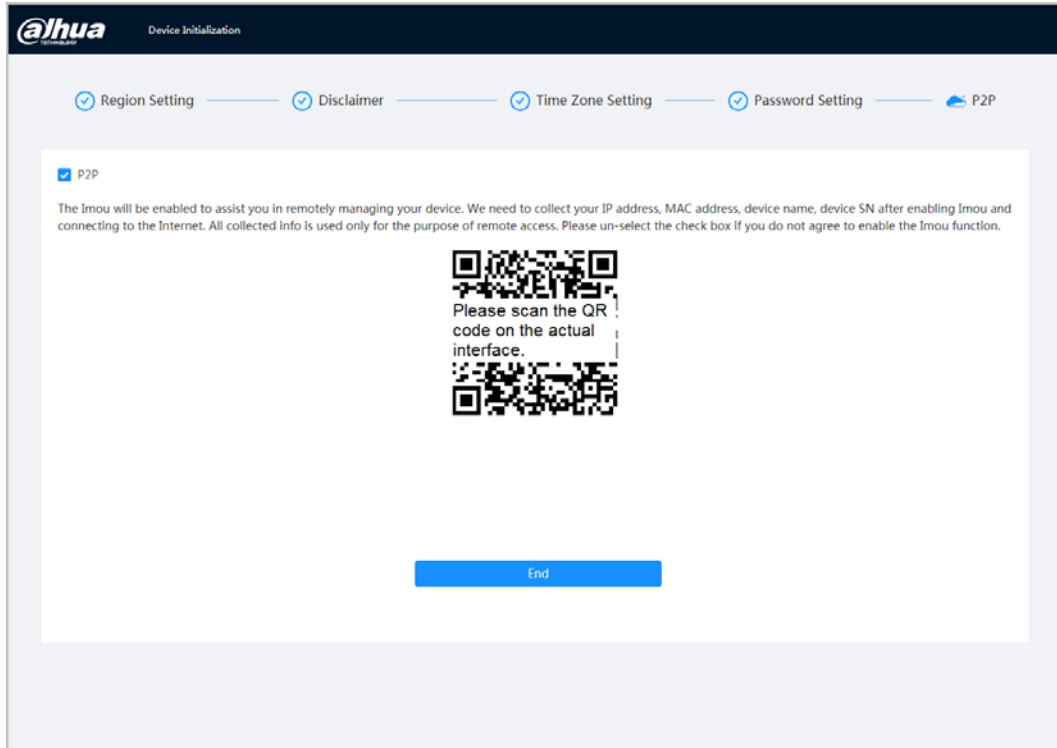 alhua
TECHNOLOGY
Device Initialization
Region Setting
Disclaimer
Time Zone Setting
Password Setting
P2P
P2P
The Imou will be enabled to assist you in remotely managing your device. We need to collect your IP address, MAC address, device name, device SN after enabling Imou and
connecting to the Internet. All collected info is used only for the purpose of remote access. Please un-select the check box if you do not agree to enable the Imou function.
Please scan the QR
code on the actual
interface.
End